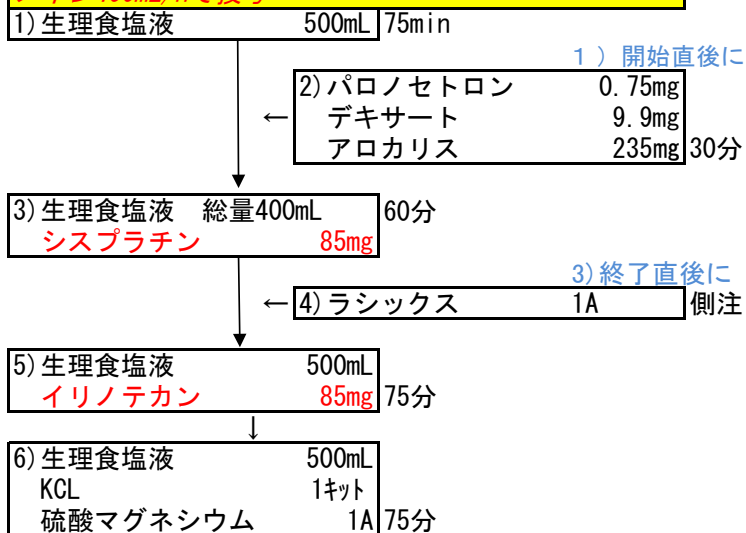 1)生理食塩液 500mL 75min
1）開始直後に
2)パロノセトロン 0.75mg
← デキサート 9.9mg
アロカリス 235mg 30分
3)生理食塩液 総量400mL 60分
シスプラチン 85mg
3)終了直後に
← 4)ラシックス 1A 側注
5)生理食塩液 500mL
イリノテカン 85mg 75分
↓
6)生理食塩液 500mL
KCL 1ｷｯﾄ
硫酸マグネシウム 1A 75分